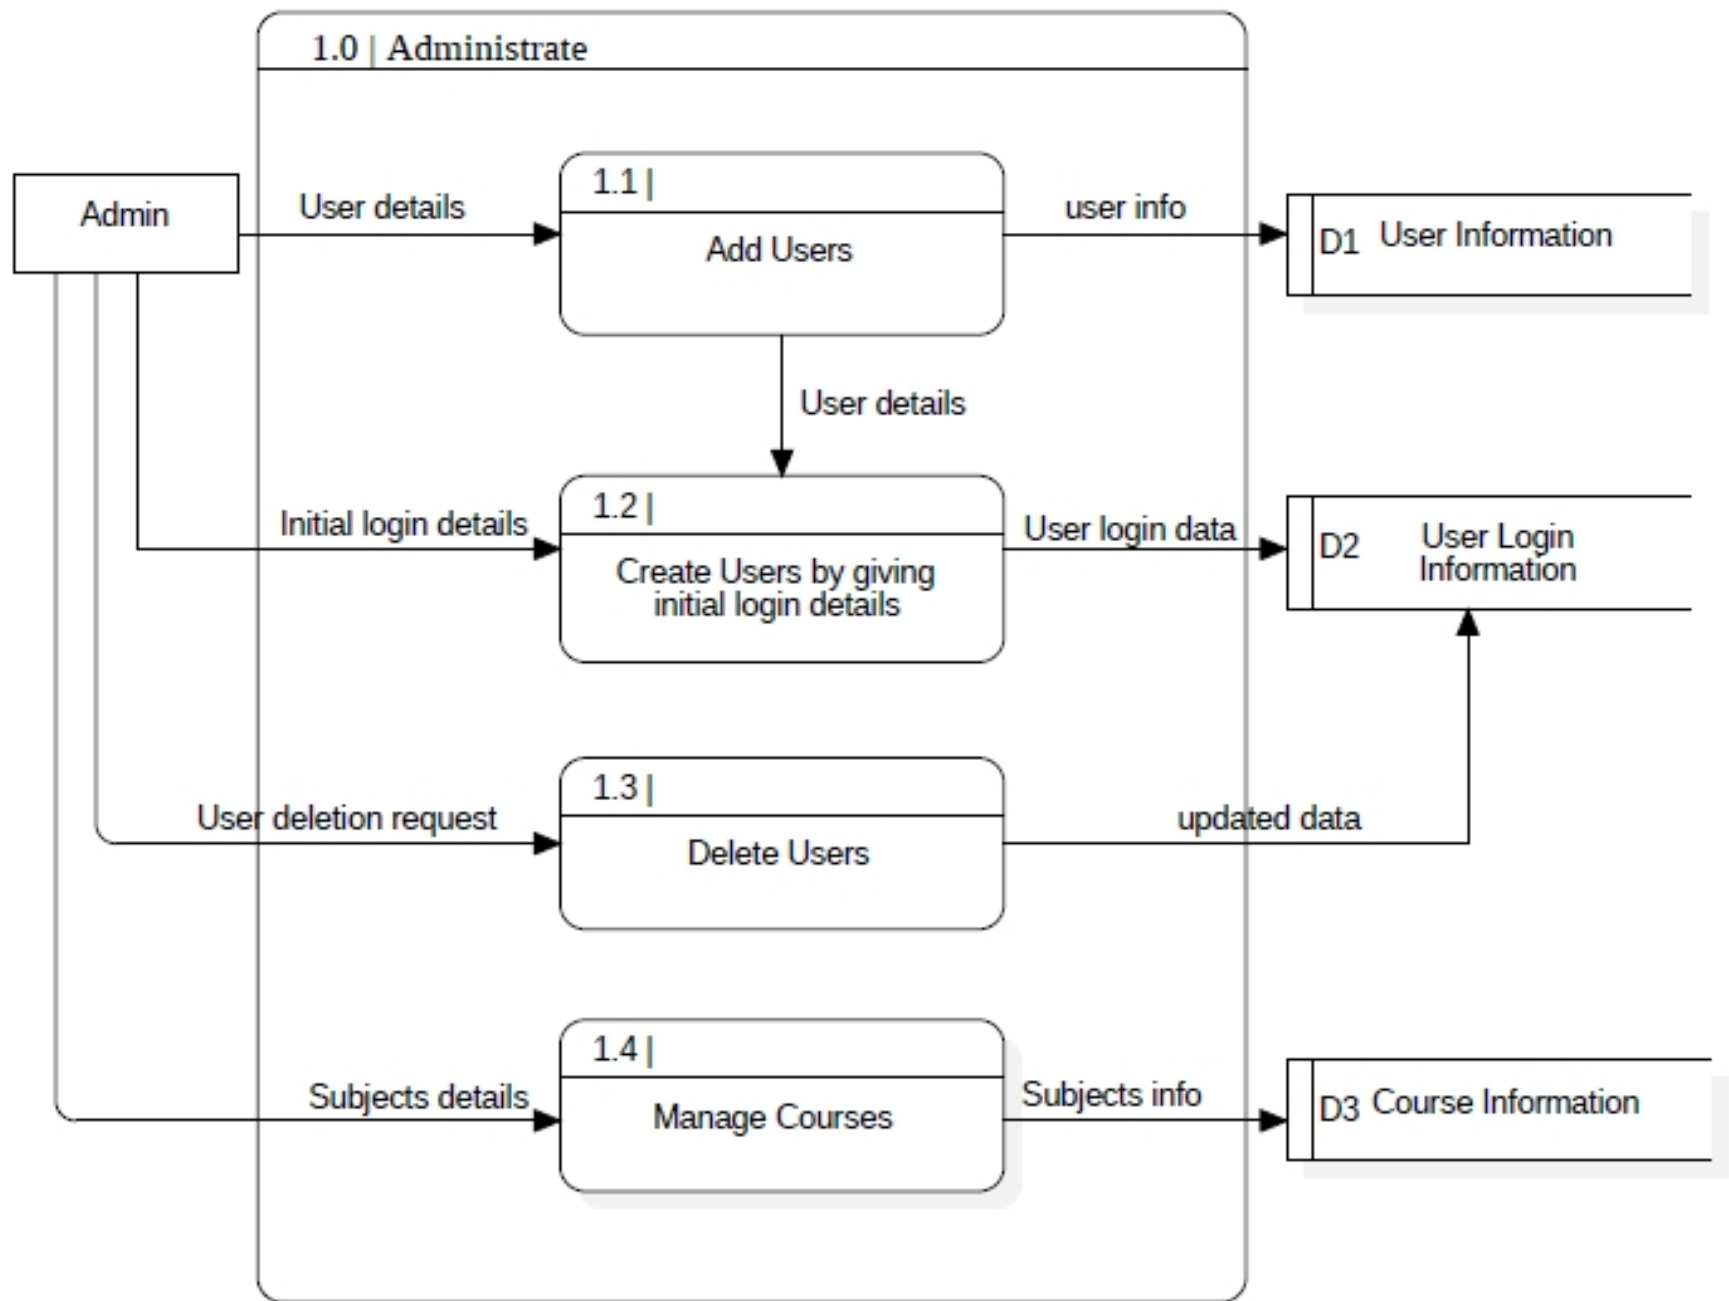 1.0 | Administrate
1.1 |
Admin
User details
user info
D1
User Information
Add Users
User details
1.2 |
Initial login details
User login data
D2
User Login
Information
Create Users by giving
initial login details
1.3 |
User deletion request
updated data
Delete Users
1.4 |
Subjects details
Subjects info
D3
Course Information
Manage Courses